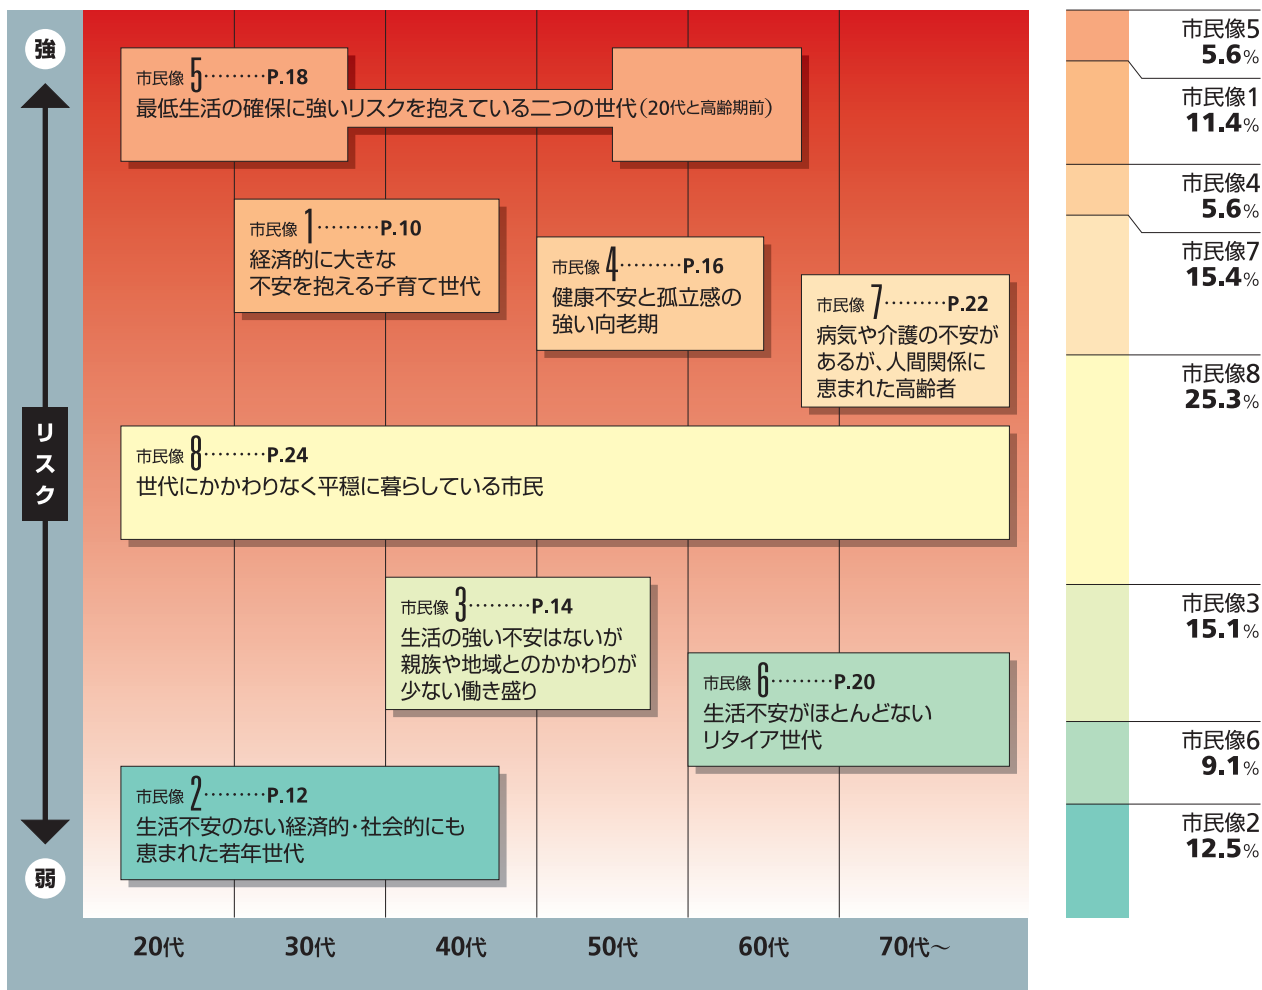 強
リスク
弱
市民像 5………P.18
最低生活の確保に強いリスクを抱えている二つの世代(20代と高齢期前)
市民像 1………P.10
経済的に大きな
不安を抱える子育て世代
市民像 4………P.16
健康不安と孤立感の
強い向老期
市民像 7………P.22
病気や介護の不安が
あるが、人間関係に
恵まれた高齢者
市民像 8………P.24
世代にかかわりなく平穏に暮らしている市民
市民像 3………P.14
生活の強い不安はないが
親族や地域とのかかわりが
少ない働き盛り
市民像 6………P.20
生活不安がほとんどない
リタイア世代
市民像 2………P.12
生活不安のない経済的・社会的にも
恵まれた若年世代
20代 30代 40代 50代 60代 70代～
市民像5
5.6%
市民像1
11.4%
市民像4
5.6%
市民像7
15.4%
市民像8
25.3%
市民像3
15.1%
市民像6
9.1%
市民像2
12.5%